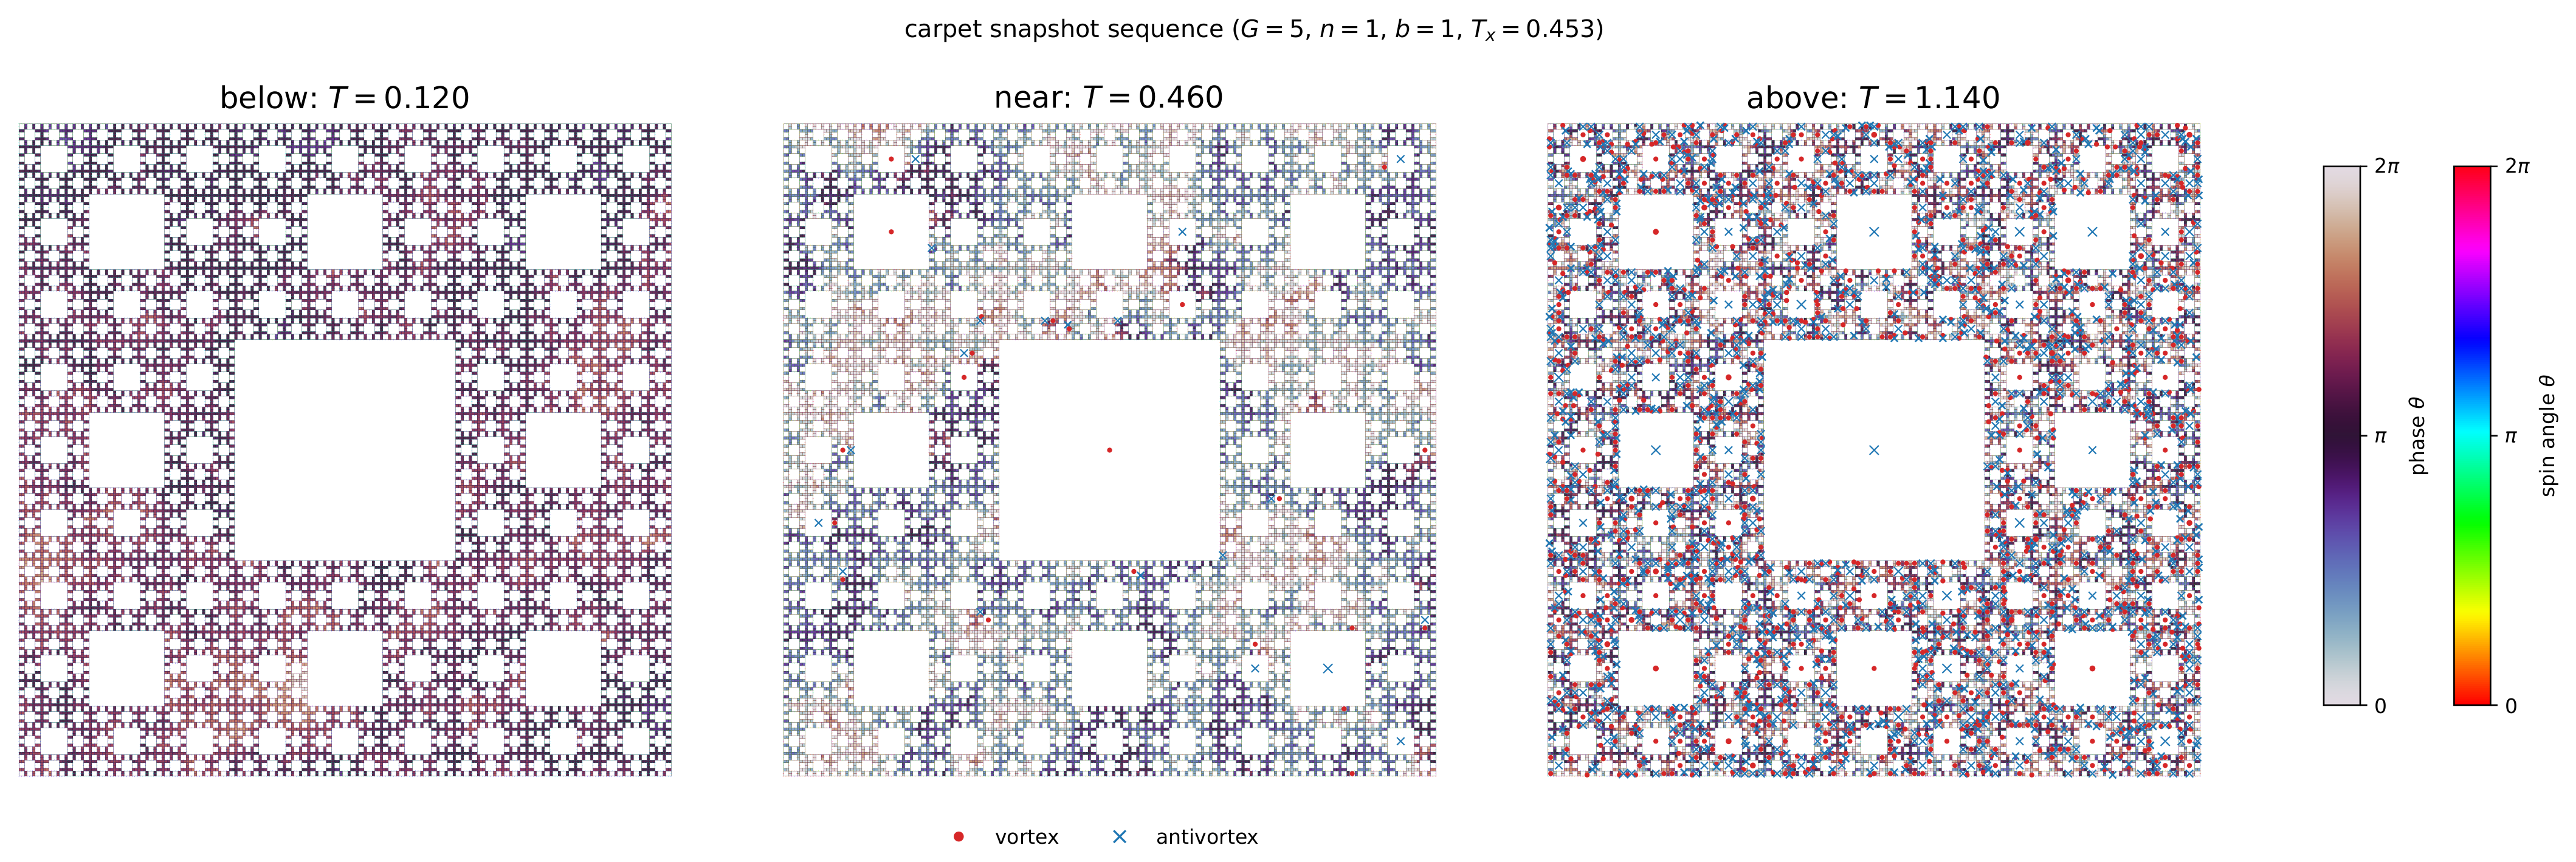 carpet snapshot sequence (G = 5, n = 1, b = 1, Tₓ = 0.453)
below: T = 0.120
near: T = 0.460
above: T = 1.140
2π
π
0
phase θ
2π
π
0
spin angle θ
vortex
antivortex